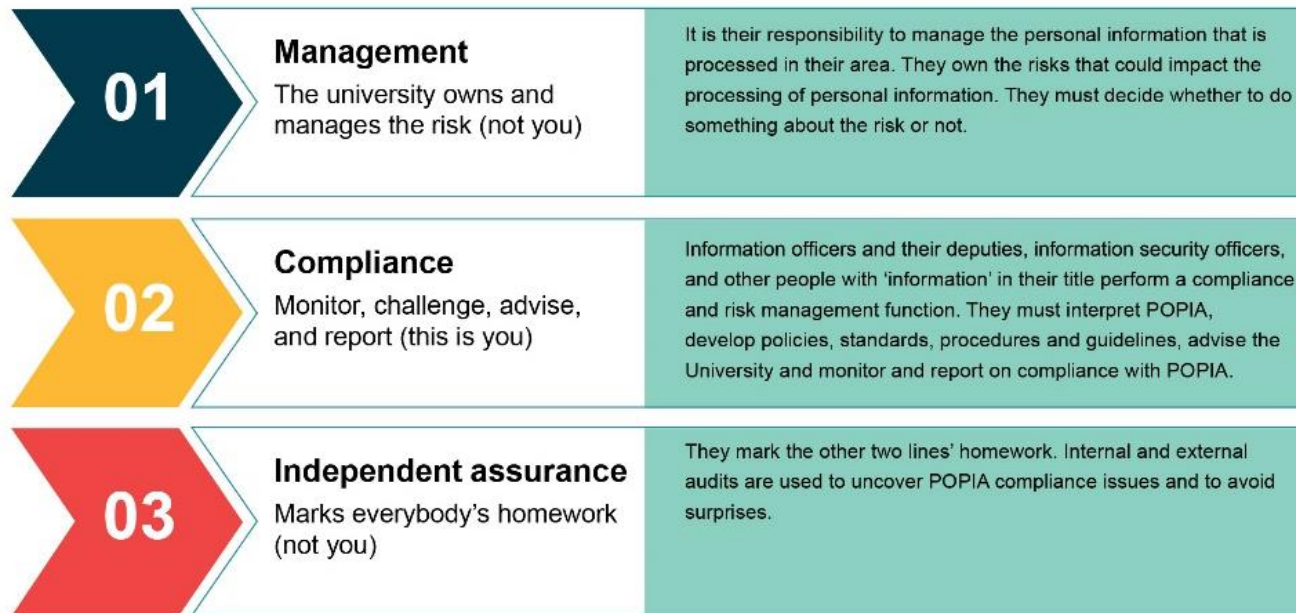 01
Management
The university owns and
manages the risk (not you)
It is their responsibility to manage the personal information that is
processed in their area. They own the risks that could impact the
processing of personal information. They must decide whether to do
something about the risk or not.
02
Compliance
Monitor, challenge, advise,
and report (this is you)
Information officers and their deputies, information security officers,
and other people with ‘information’ in their title perform a compliance
and risk management function. They must interpret POPIA,
develop policies, standards, procedures and guidelines, advise the
University and monitor and report on compliance with POPIA.
03
Independent assurance
Marks everybody’s homework
(not you)
They mark the other two lines’ homework. Internal and external
audits are used to uncover POPIA compliance issues and to avoid
surprises.